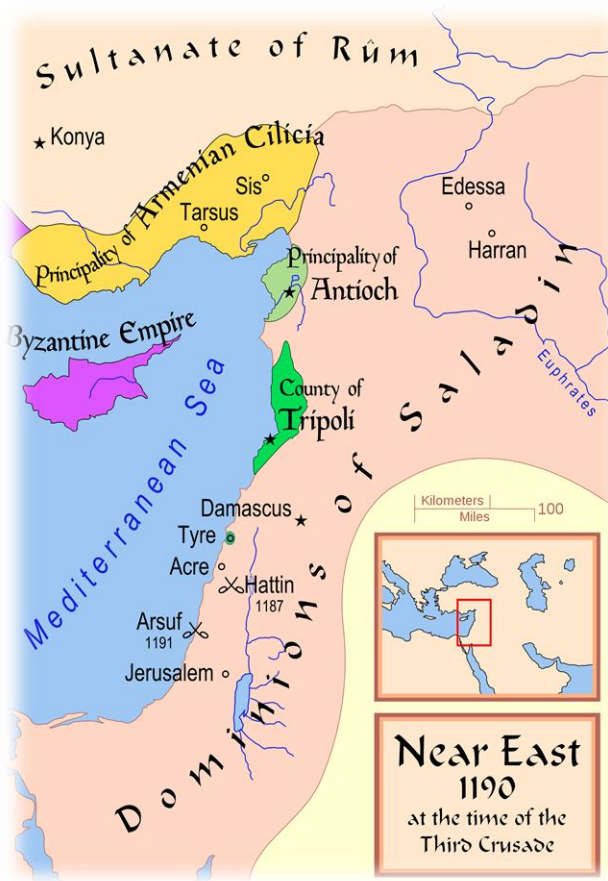 Sultanate of Rûm
Konya
Principality of Armenian Cilicia
Sis
Tarsus
Edessa
Harran
Principality of
Antioch
Byzantine Empire
Mediterranean Sea
County of
Tripoli
Dominions of Saladin
Euphrates
Damascus
Tyre
Acre
Hattin
1187
Arsuf
1191
Jerusalem
Kilometers
Miles
100
Near East
1190
at the time of the
Third Crusade